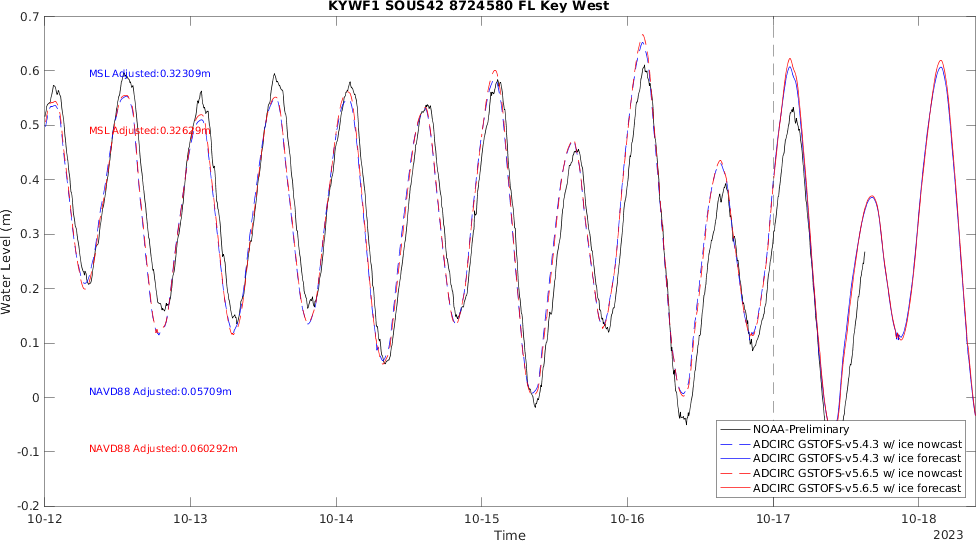 KYWF1 SOUS42 8724580 FL Key West
0.7
0.6
0.5
0.4
0.3
0.2
0.1
0
-0.1
-0.2
Water Level (m)
MSL Adjusted:0.32309m
MSL Adjusted:0.32629m
NAVD88 Adjusted:0.05709m
NAVD88 Adjusted:0.060292m
NOAA-Preliminary
ADCIRC GSTOFS-v5.4.3 w/ ice nowcast
ADCIRC GSTOFS-v5.4.3 w/ ice forecast
ADCIRC GSTOFS-v5.6.5 w/ ice nowcast
ADCIRC GSTOFS-v5.6.5 w/ ice forecast
10-12 10-13 10-14 10-15 10-16 10-17 10-18
Time
2023